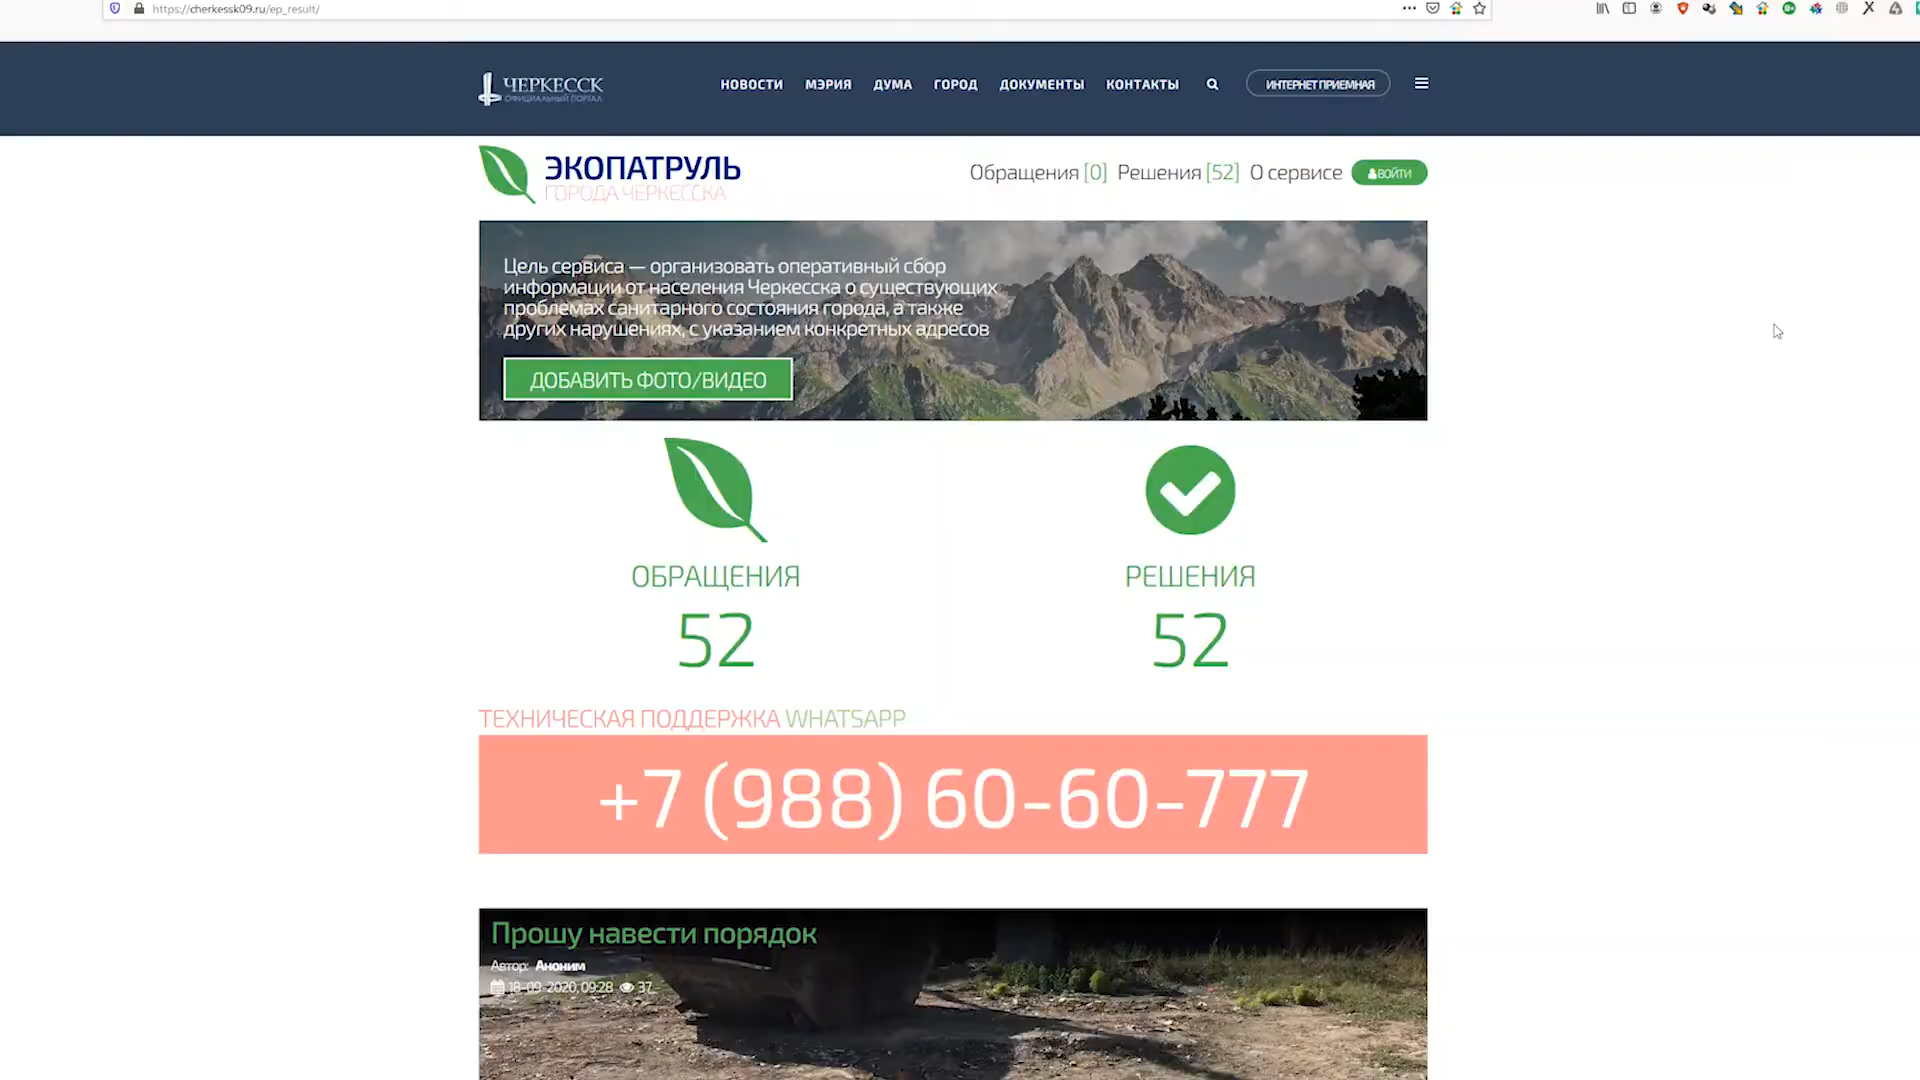 https://cherkessk09.ru/ep_result/
ЧЕРКЕССК
ОФИЦИАЛЬНЫЙ ПОРТАЛ
НОВОСТИ МЭРИЯ ДУМА ГОРОД ДОКУМЕНТЫ КОНТАКТЫ ИНТЕРНЕТ ПРИЕМНАЯ
ЭКОПАТРУЛЬ
ГОРОДА ЧЕРКЕССКА
Обращения [0] Решения [52] О сервисе ВОЙТИ
Цель сервиса — организовать оперативный сбор
информации от населения Черкесска о существующих
проблемах санитарного состояния города, а также
других нарушениях, с указанием конкретных адресов
ДОБАВИТЬ ФОТО/ВИДЕО
ОБРАЩЕНИЯ
52
РЕШЕНИЯ
52
ТЕХНИЧЕСКАЯ ПОДДЕРЖКА WHATSAPP
+7 (988) 60-60-777
Прошу навести порядок
Автор: Аноним
18-09-2020, 09:28 37